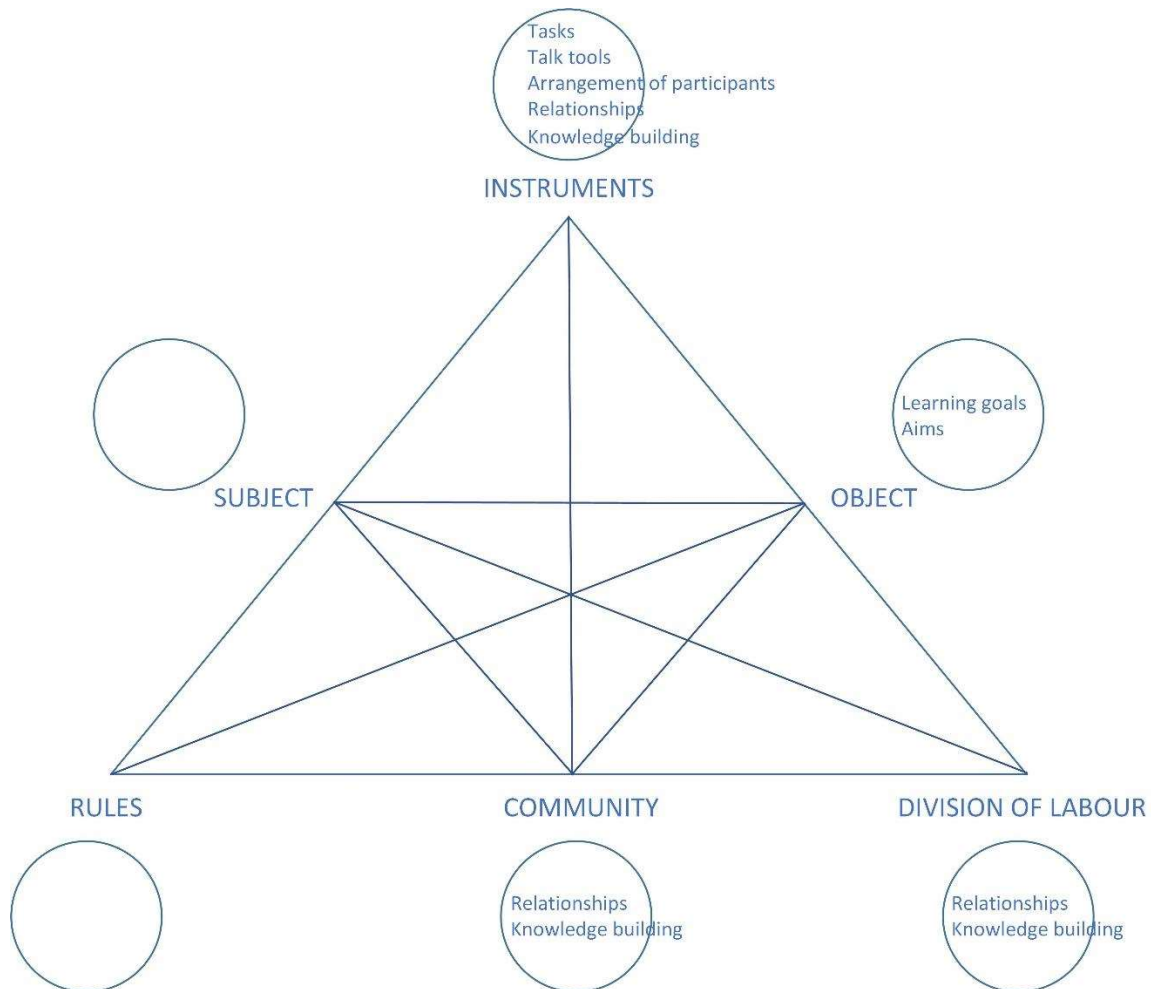 Tasks
Talk tools
Arrangement of participants
Relationships
Knowledge building
INSTRUMENTS
Learning goals
Aims
SUBJECT
OBJECT
RULES
COMMUNITY
DIVISION OF LABOUR
Relationships
Knowledge building
Relationships
Knowledge building